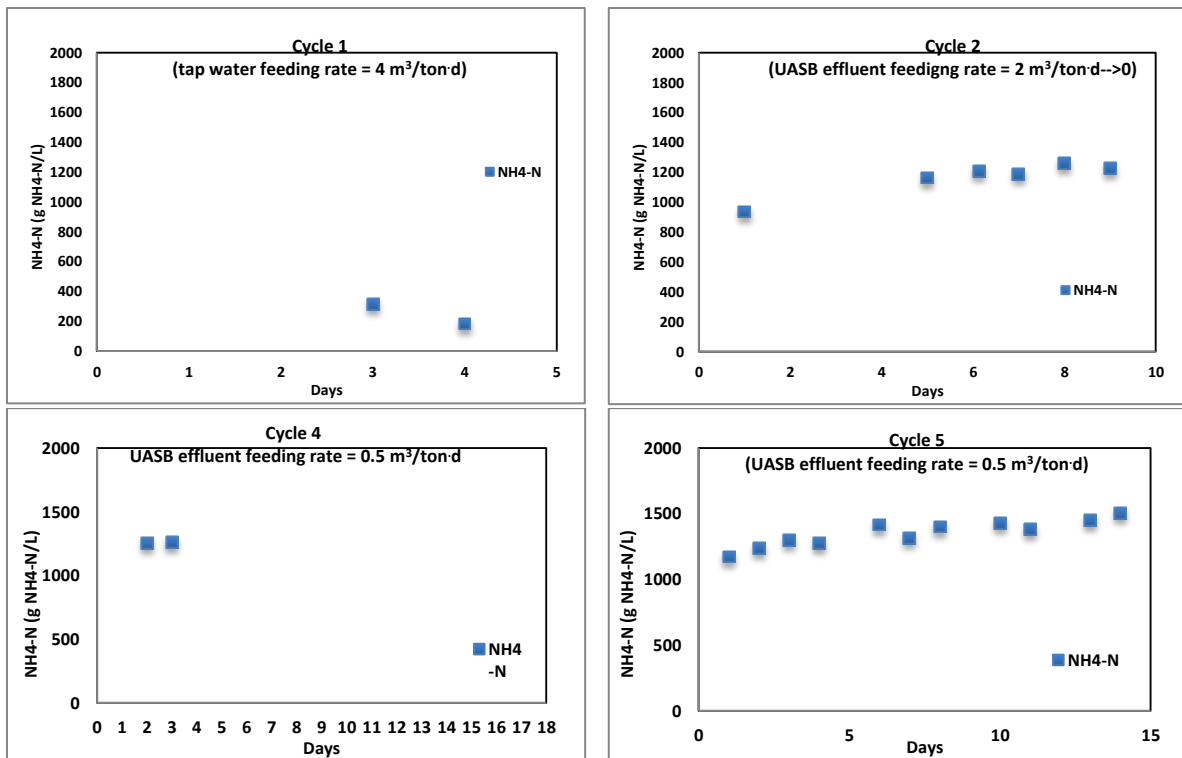 Cycle 1
(tap water feeding rate = 4 m³/ton·d)
NH4-N (g NH4-N/L)
2000
1800
1600
1400
1200
1000
800
600
400
200
0
NH4-N
0 1 2 3 4 5
Days
Cycle 2
(UASB effluent feedigng rate = 2 m³/ton·d-->0)
NH4-N (g NH4-N/L)
2000
1800
1600
1400
1200
1000
800
600
400
200
0
NH4-N
0 2 4 6 8 10
Days
Cycle 4
UASB effluent feeding rate = 0.5 m³/ton·d
NH4-N (g NH4-N/L)
2000
1500
1000
500
0
NH4
-N
0 1 2 3 4 5 6 7 8 9 10 11 12 13 14 15 16 17 18
Days
Cycle 5
(UASB effluent feeding rate = 0.5 m³/ton·d)
NH4-N (g NH4-N/L)
2000
1500
1000
500
0
NH4-N
0 5 10 15
Days